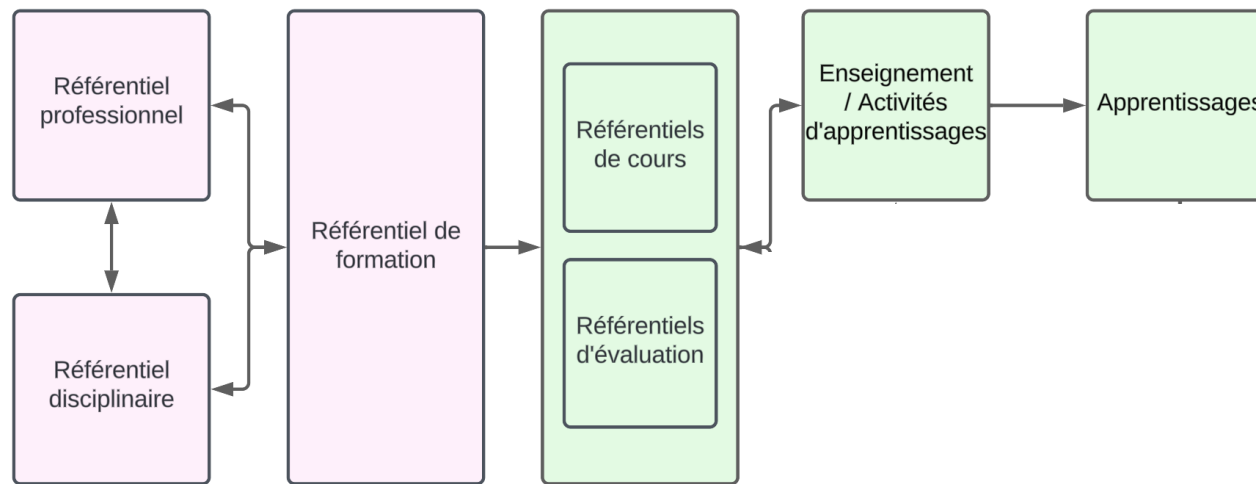 Référentiel
professionnel
Référentiel
disciplinaire
Référentiel de
formation
Référentiels
de cours
Référentiels
d'évaluation
Enseignement
/ Activités
d'apprentissages
Apprentissages